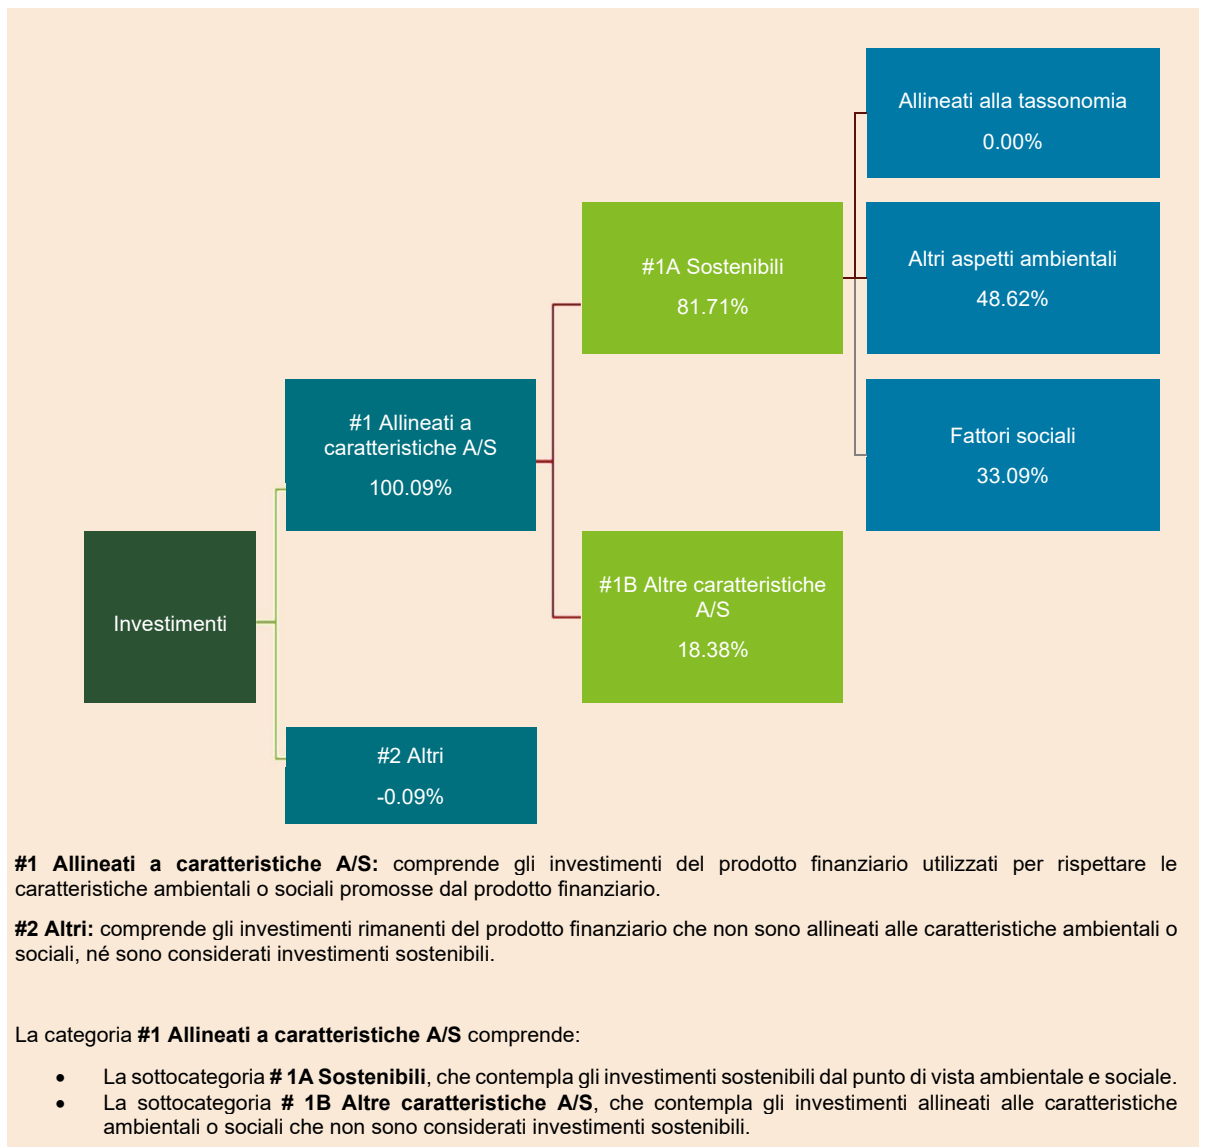 Allineati alla tassonomia
0.00%
#1A Sostenibili
81.71%
Altri aspetti ambientali
48.62%
#1 Allineati a
caratteristiche A/S
100.09%
Fattori sociali
33.09%
Investimenti
#1B Altre caratteristiche
A/S
18.38%
#2 Altri
-0.09%
#1 Allineati a caratteristiche A/S: comprende gli investimenti del prodotto finanziario utilizzati per rispettare le
caratteristiche ambientali o sociali promosse dal prodotto finanziario.
#2 Altri: comprende gli investimenti rimanenti del prodotto finanziario che non sono allineati alle caratteristiche ambientali o
sociali, né sono considerati investimenti sostenibili.
La categoria #1 Allineati a caratteristiche A/S comprende:
• La sottocategoria # 1A Sostenibili, che contempla gli investimenti sostenibili dal punto di vista ambientale e sociale.
• La sottocategoria # 1B Altre caratteristiche A/S, che contempla gli investimenti allineati alle caratteristiche
ambientali o sociali che non sono considerati investimenti sostenibili.